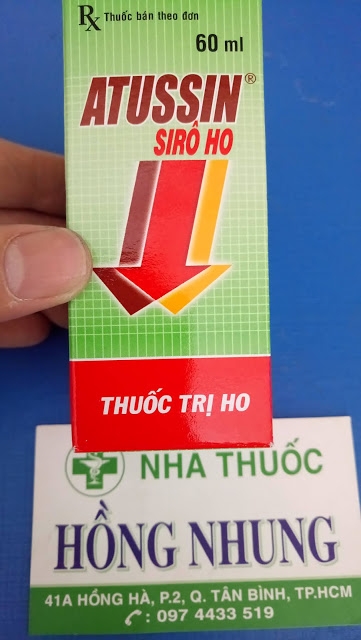 Rx Thuốc bán theo đơn
60 ml
ATUSSIN®
SIRÔ HO
THUỐC TRỊ HO
NHA THUỐC
HỒNG NHUNG
41A HỒNG HÀ, P.2, Q. TÂN BÌNH, TP.HCM
: 097 4433 519